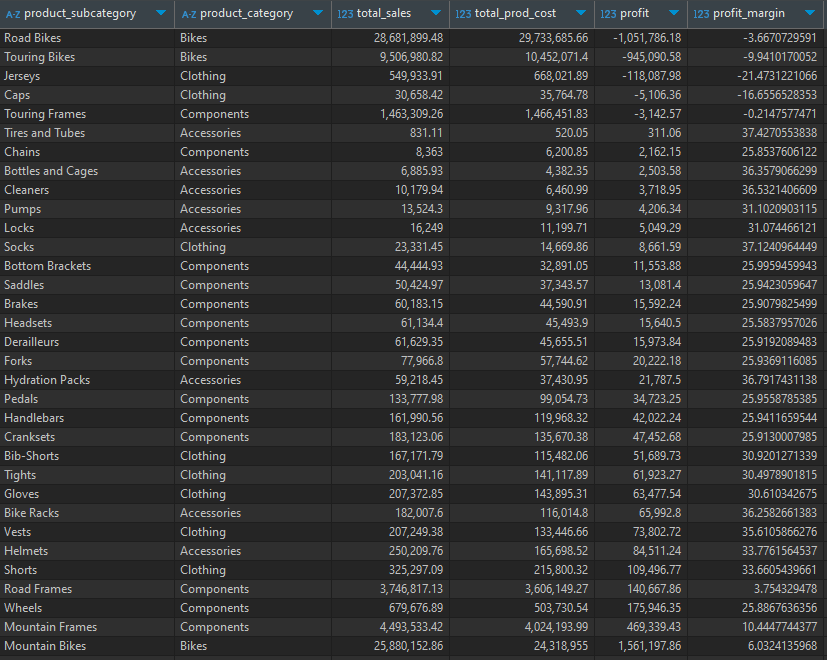 A-Z product_subcategory A-Z product_category 123 total_sales 123 total_prod_cost 123 profit 123 profit_margin
Road Bikes Bikes 28,681,899.48 29,733,685.66 -1,051,786.18 -3.6670729591
Touring Bikes Bikes 9,506,980.82 10,452,071.4 -945,090.58 -9.9410170052
Jerseys Clothing 549,933.91 668,021.89 -118,087.98 -21.4731221066
Caps Clothing 30,658.42 35,764.78 -5,106.36 -16.6556528353
Touring Frames Components 1,463,309.26 1,466,451.83 -3,142.57 -0.2147577471
Tires and Tubes Accessories 831.11 520.05 311.06 37.4270553838
Chains Components 8,363 6,200.85 2,162.15 25.8537606122
Bottles and Cages Accessories 6,885.93 4,382.35 2,503.58 36.3579066299
Cleaners Accessories 10,179.94 6,460.99 3,718.95 36.5321406609
Pumps Accessories 13,524.3 9,317.96 4,206.34 31.1020903115
Locks Accessories 16,249 11,199.71 5,049.29 31.074466121
Socks Clothing 23,331.45 14,669.86 8,661.59 37.1240964449
Bottom Brackets Components 44,444.93 32,891.05 11,553.88 25.9959459943
Saddles Components 50,424.97 37,343.57 13,081.4 25.9423059647
Brakes Components 60,183.15 44,590.91 15,592.24 25.9079825499
Headsets Components 61,134.4 45,493.9 15,640.5 25.5837957026
Derailleurs Components 61,629.35 45,655.51 15,973.84 25.9192089483
Forks Components 77,966.8 57,744.62 20,222.18 25.9369116085
Hydration Packs Accessories 59,218.45 37,430.95 21,787.5 36.7917431138
Pedals Components 133,777.98 99,054.73 34,723.25 25.9558785385
Handlebars Components 161,990.56 119,968.32 42,022.24 25.9411659544
Cranksets Components 183,123.06 135,670.38 47,452.68 25.9130007985
Bib-Shorts Clothing 167,171.79 115,482.06 51,689.73 30.9201271339
Tights Clothing 203,041.16 141,117.89 61,923.27 30.4978901815
Gloves Clothing 207,372.85 143,895.31 63,477.54 30.610342675
Bike Racks Accessories 182,007.6 116,014.8 65,992.8 36.2582661383
Vests Clothing 207,249.38 133,446.66 73,802.72 35.6105866276
Helmets Accessories 250,209.76 165,698.52 84,511.24 33.7761564537
Shorts Clothing 325,297.09 215,800.32 109,496.77 33.6605439661
Road Frames Components 3,746,817.13 3,606,149.27 140,667.86 3.754329478
Wheels Components 679,676.89 503,730.54 175,946.35 25.8867636356
Mountain Frames Components 4,493,533.42 4,024,193.99 469,339.43 10.4447744377
Mountain Bikes Bikes 25,880,152.86 24,318,955 1,561,197.86 6.0324135968